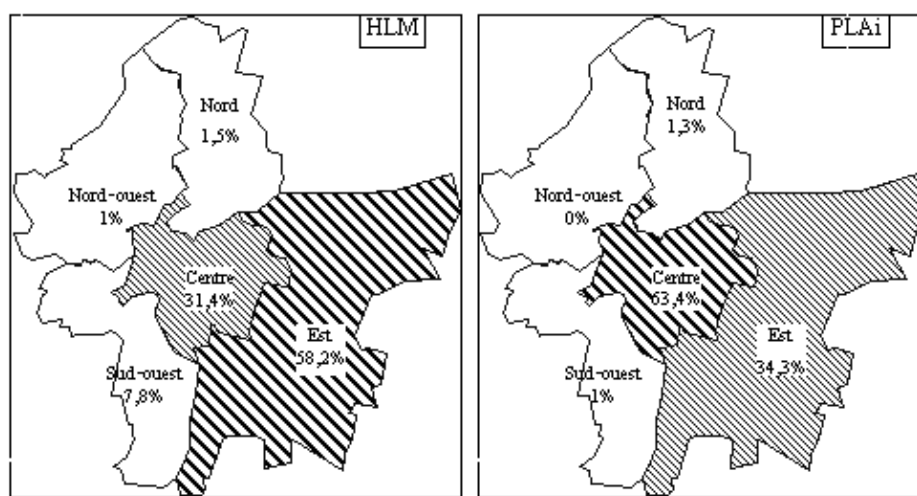 HLM
Nord
1,5%
Nord-ouest
1%
Centre
31,4%
Est
58,2%
Sud-ouest
7,8%
PLAi
Nord
1,3%
Nord-ouest
0%
Centre
63,4%
Est
34,3%
Sud-ouest
1%